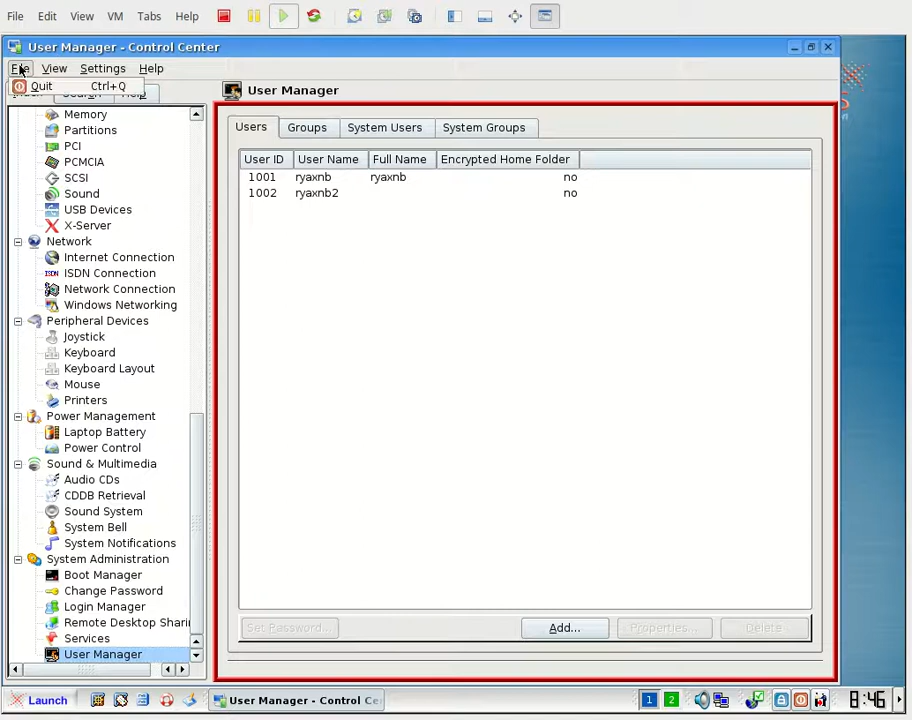 File Edit View VM Tabs Help
User Manager - Control Center
File View Settings Help
Quit Ctrl+Q
User Manager
Memory
Partitions
PCI
PCMCIA
SCSI
Sound
USB Devices
X-Server
Network
Internet Connection
ISDN Connection
Network Connection
Windows Networking
Peripheral Devices
Joystick
Keyboard
Keyboard Layout
Mouse
Printers
Power Management
Laptop Battery
Power Control
Sound & Multimedia
Audio CDs
CDDB Retrieval
Sound System
System Bell
System Notifications
System Administration
Boot Manager
Change Password
Login Manager
Remote Desktop Shari
Services
User Manager
Users Groups System Users System Groups
User ID User Name Full Name Encrypted Home Folder
1001 ryaxnb ryaxnb no
1002 ryaxnb2 no
Set Password... Add... Properties... Delete
Launch User Manager - Control Ce 1 2 8:46